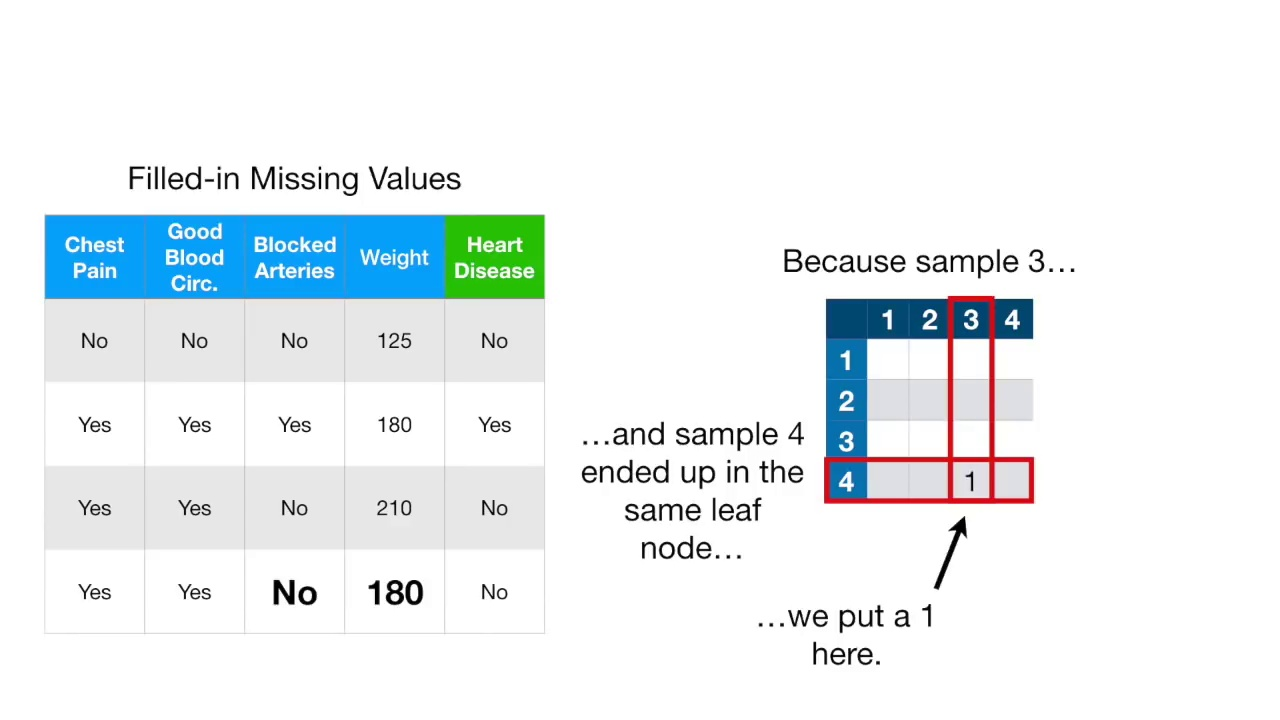 Filled-in Missing Values
Chest Pain Good Blood Circ. Blocked Arteries Weight Heart Disease
No No No 125 No
Yes Yes Yes 180 Yes
Yes Yes No 210 No
Yes Yes No 180 No
Because sample 3…
1 2 3 4
1
2
3
4 1
…and sample 4
ended up in the
same leaf
node…
…we put a 1
here.